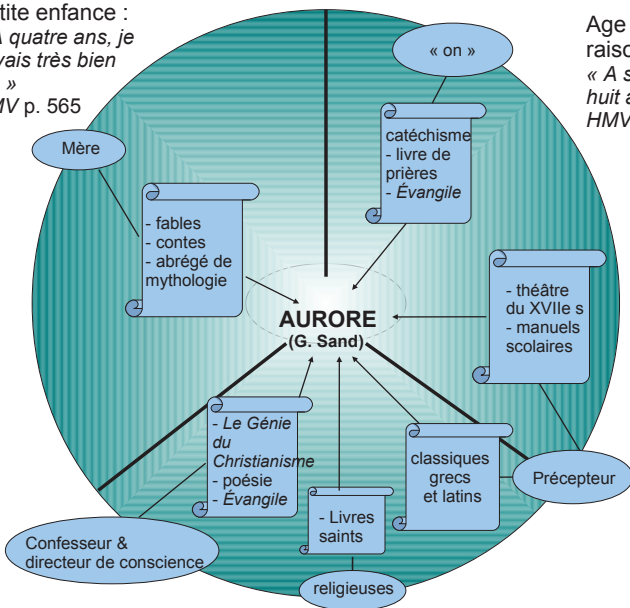 tite enfance :
A quatre ans, je
vais très bien
»
MV p. 565
« on »
Age
raiso
« A s
huit a
HMV
Mère
catéchisme
- livre de
prières
- Évangile
- fables
- contes
- abrégé de
mythologie
- théâtre
du XVIIe s
- manuels
scolaires
AURORE
(G. Sand)
- Le Génie
du
Christianisme
- poésie
- Évangile
classiques
grecs
et latins
Précepteur
- Livres
saints
Confesseur &
directeur de conscience
religieuses